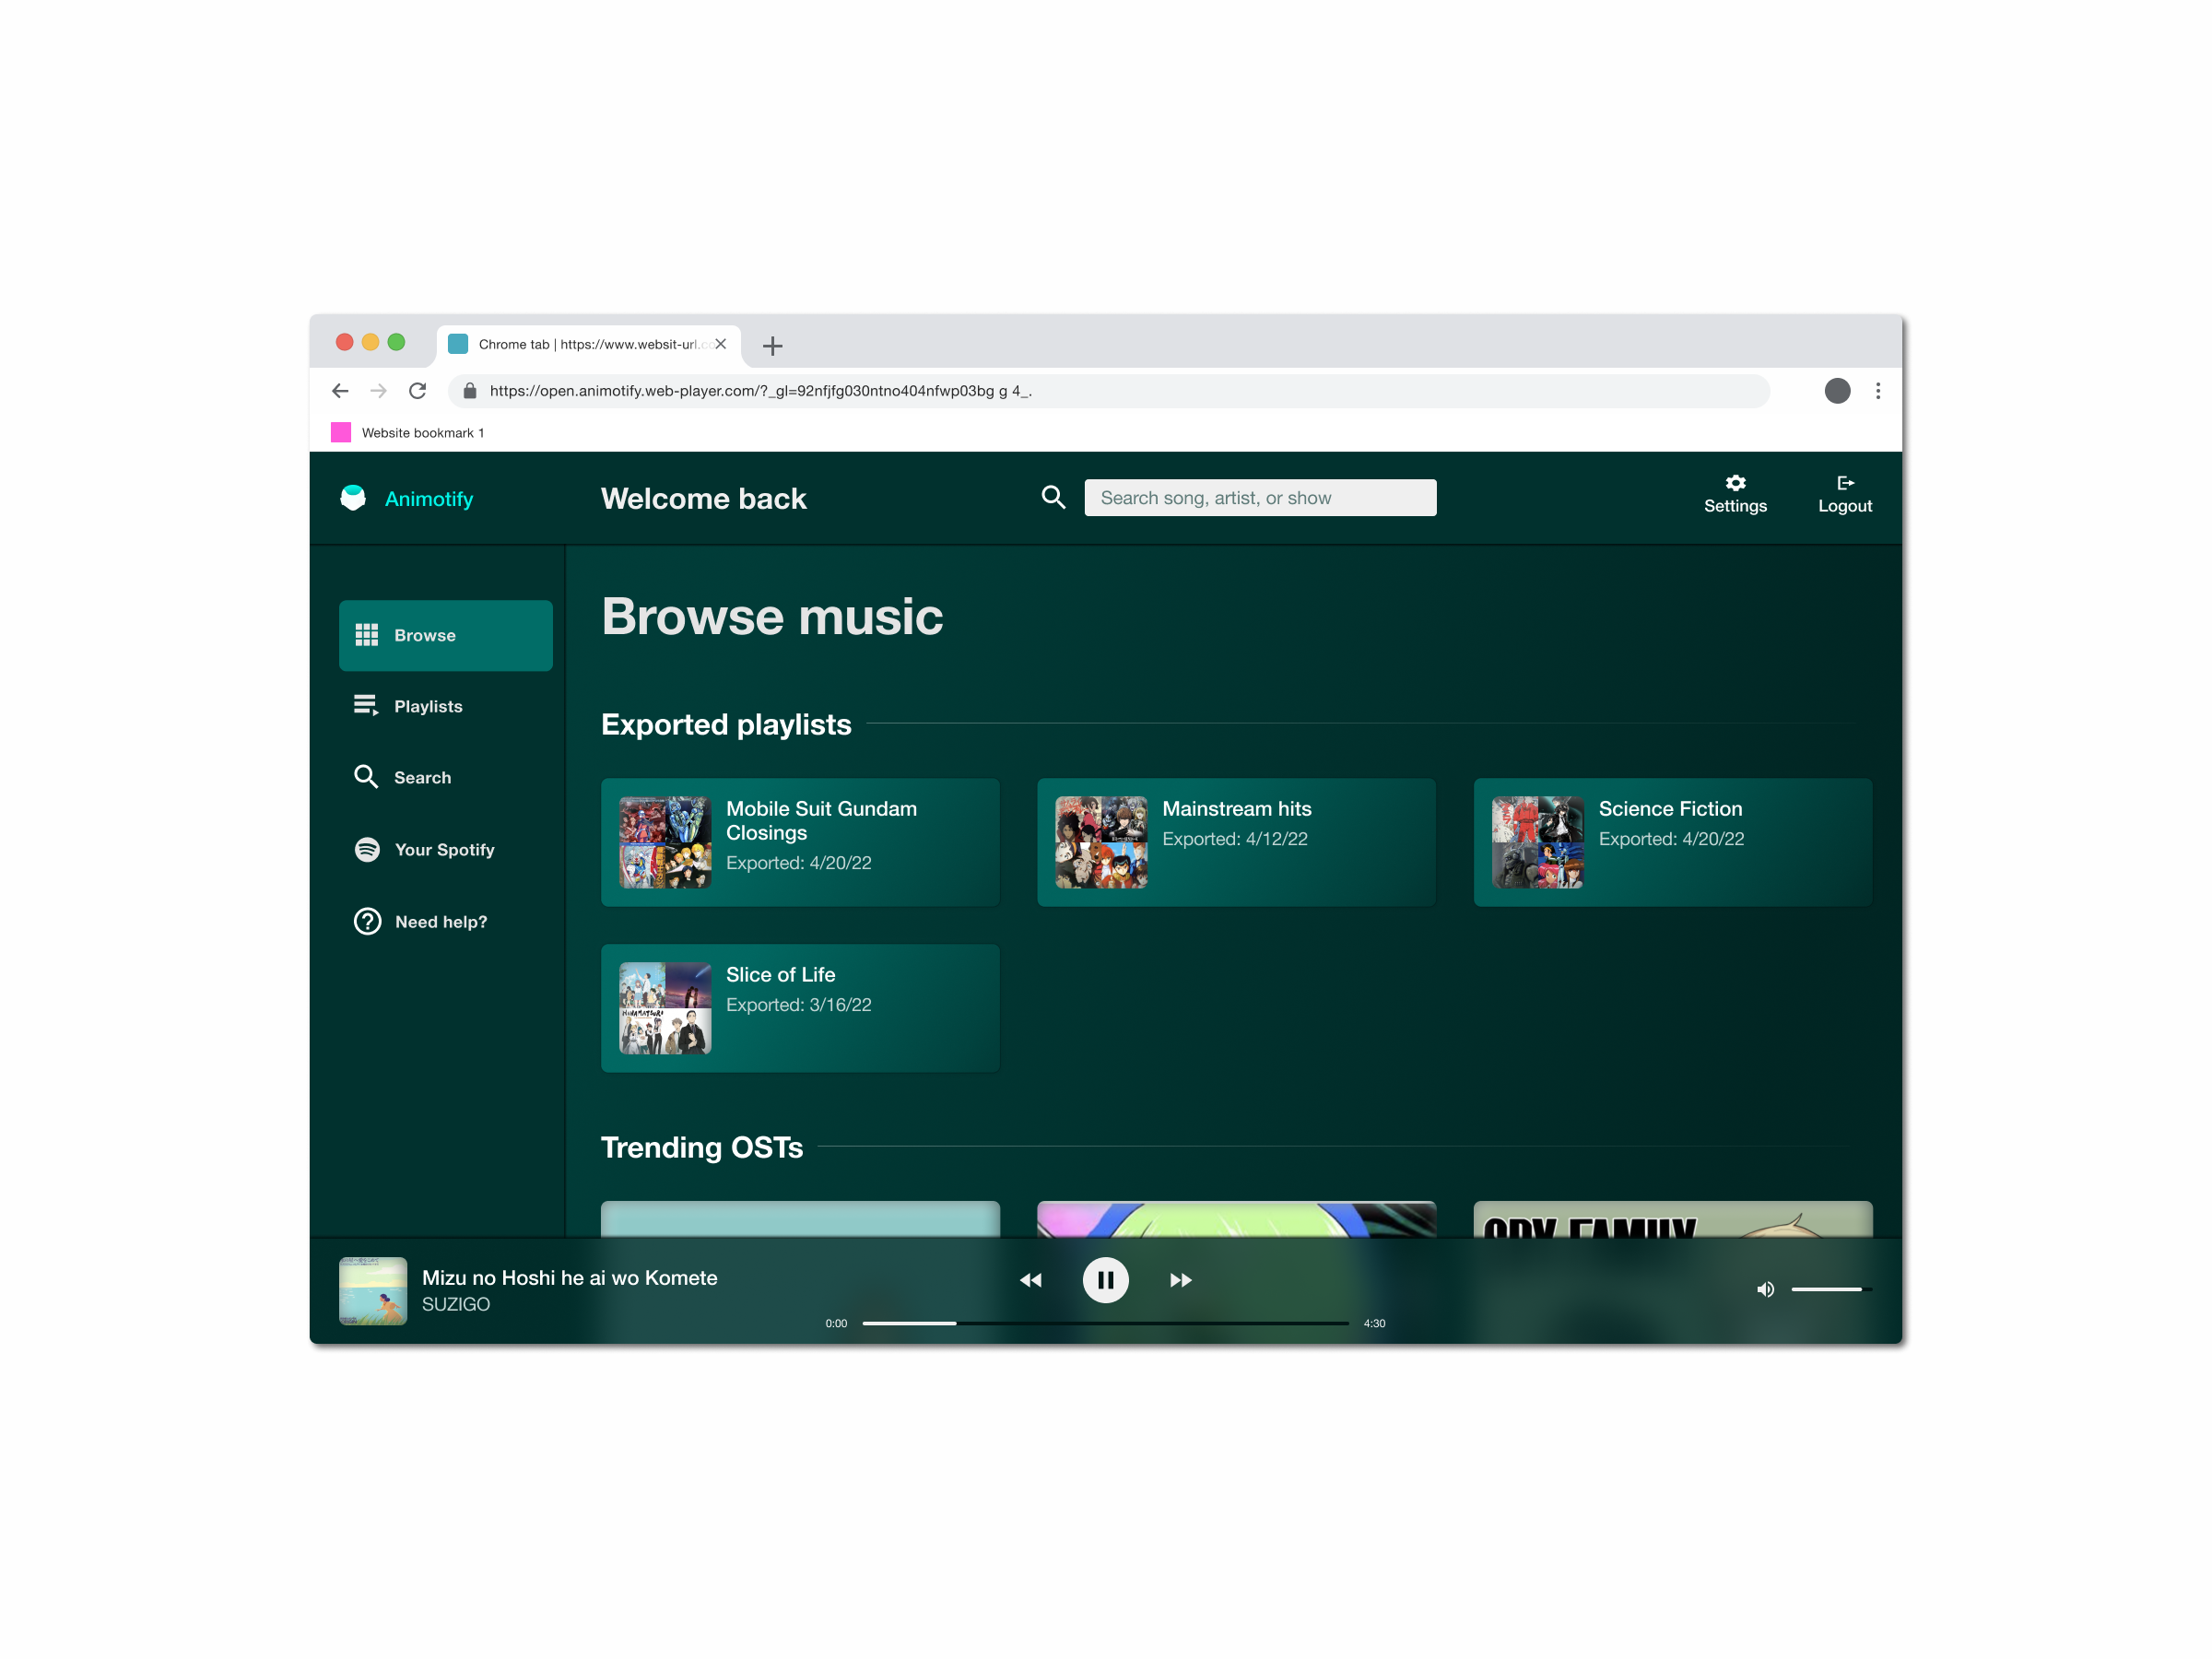 Chrome tab | https://www.websit-url.co
https://open.animotify.web-player.com/?_gl=92nfjfg030ntno404nfwp03bg g 4_.
Website bookmark 1
Animotify
Welcome back
Search song, artist, or show
Settings
Logout
Browse
Playlists
Search
Your Spotify
Need help?
Browse music
Exported playlists
Mobile Suit Gundam
Closings
Exported: 4/20/22
Mainstream hits
Exported: 4/12/22
Science Fiction
Exported: 4/20/22
HINAMATSURI
Slice of Life
Exported: 3/16/22
Trending OSTs
Mizu no Hoshi he ai wo Komete
SUZIGO
0:00
4:30